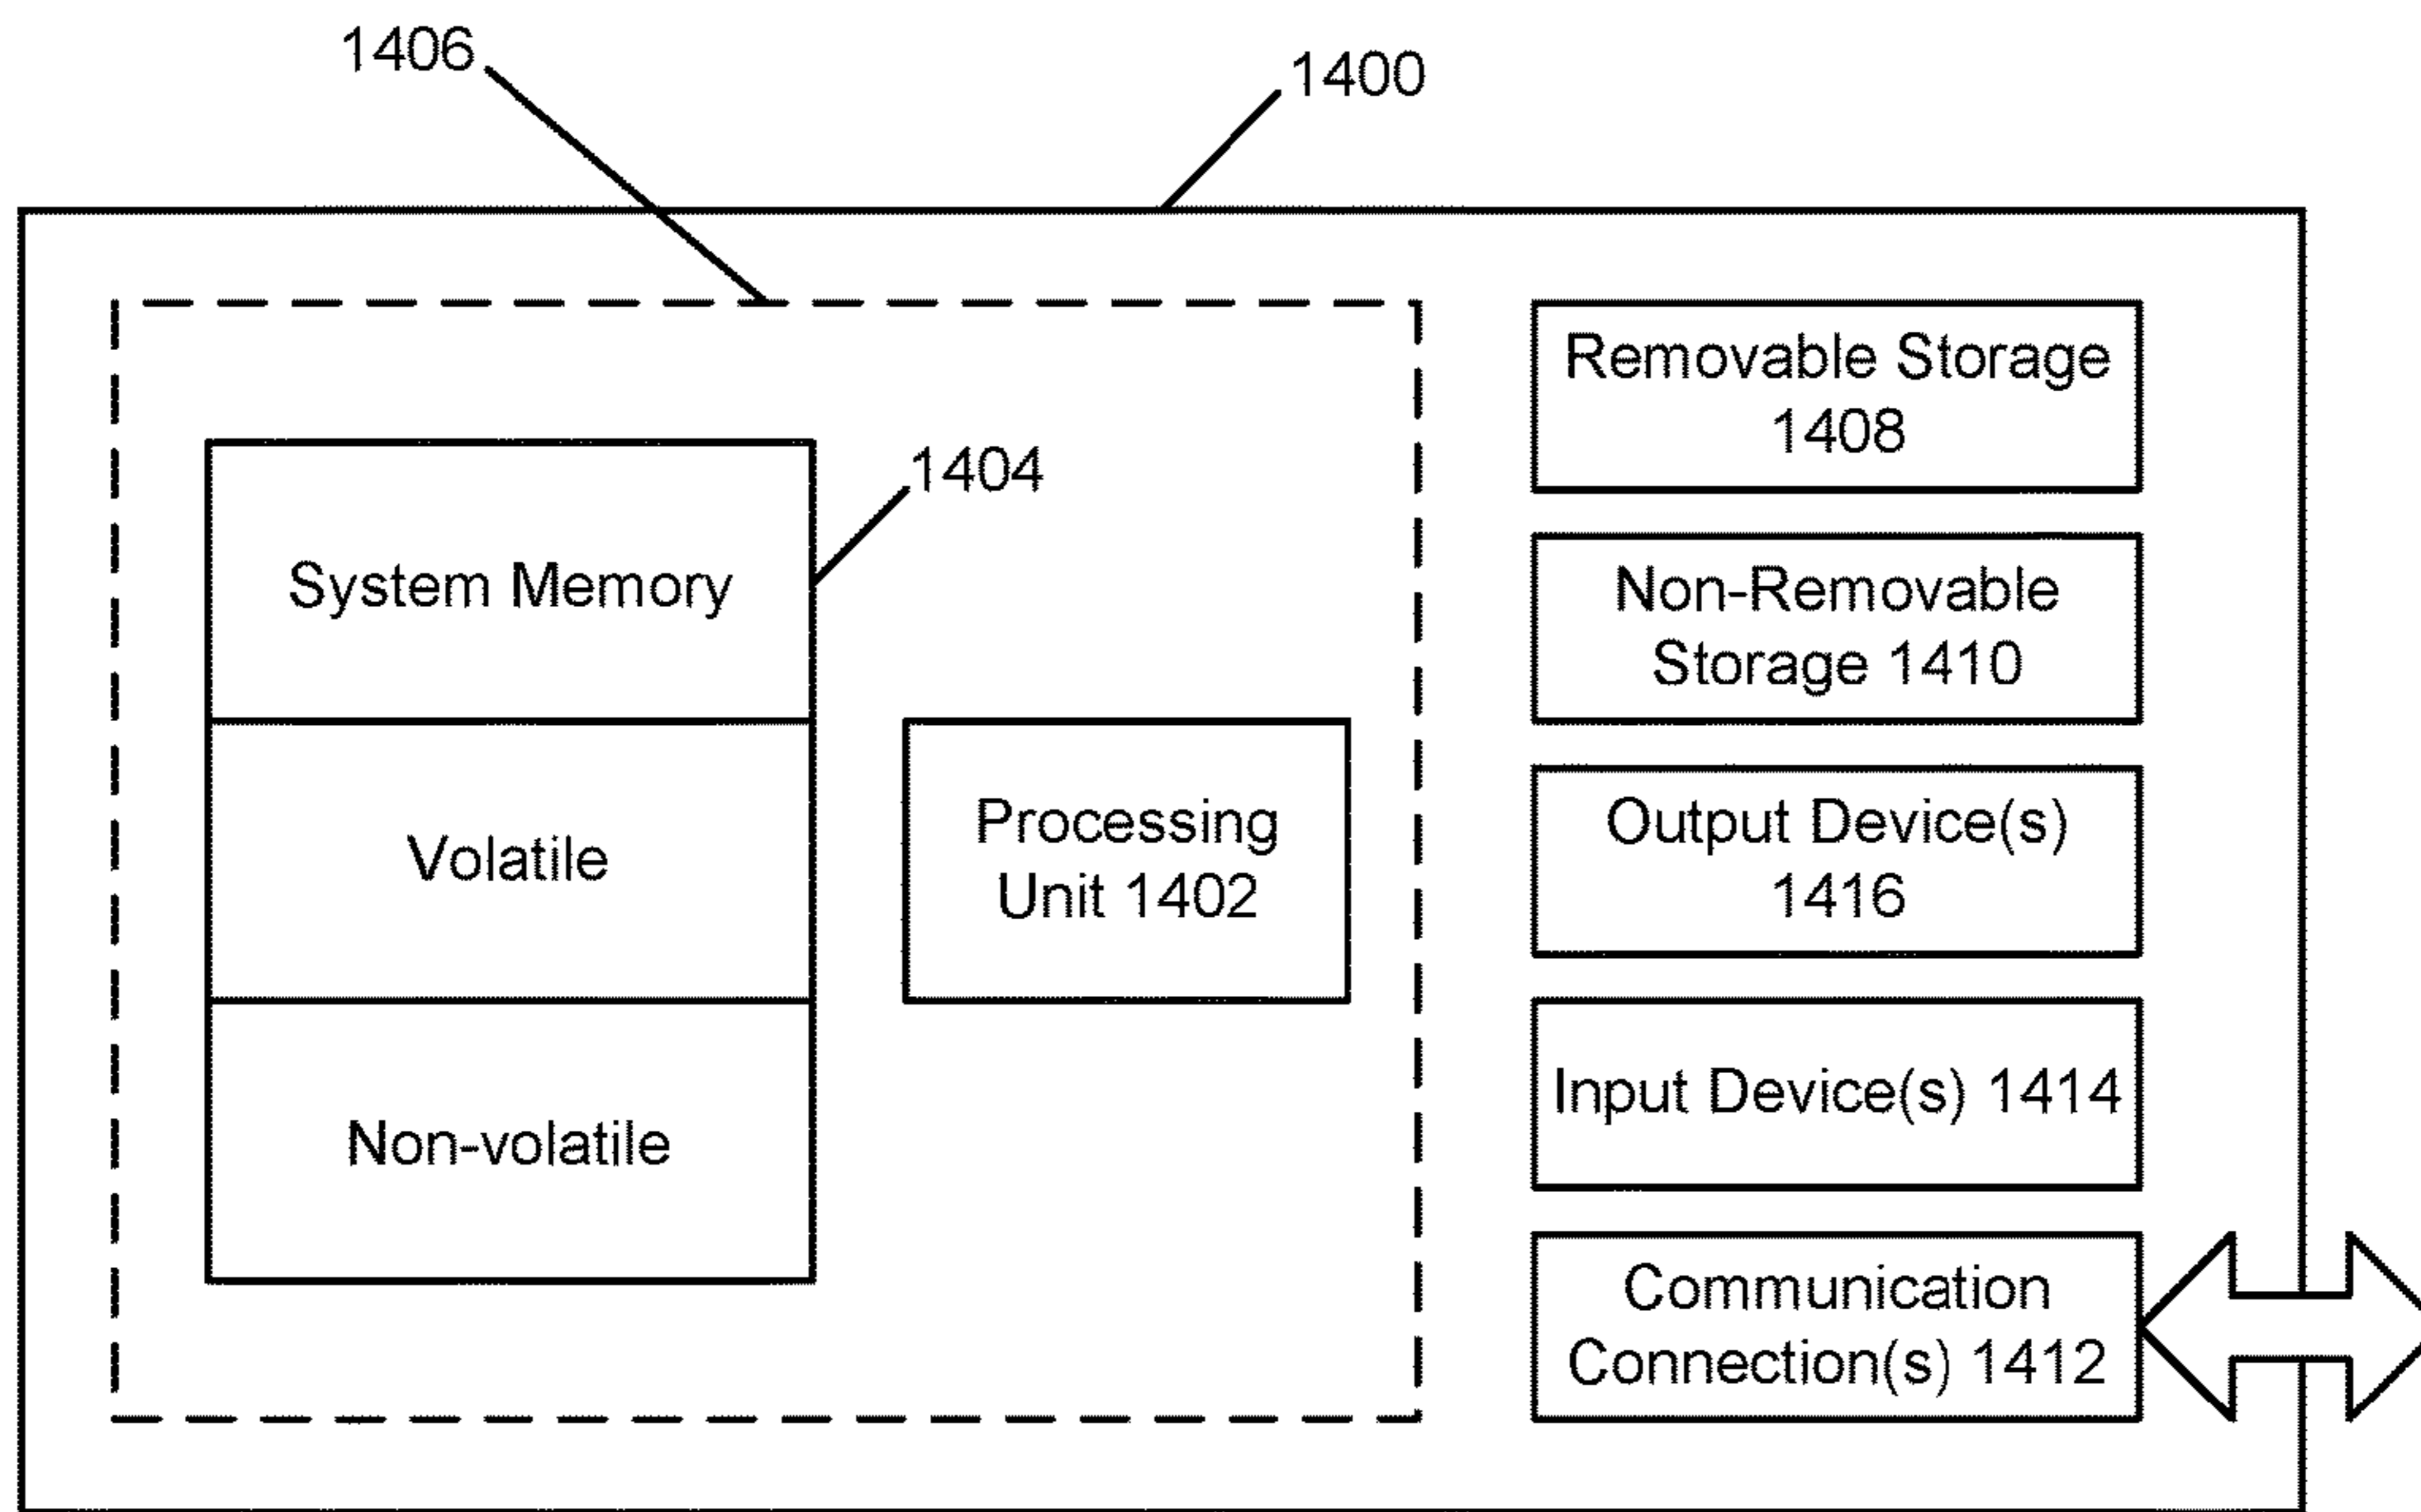 1406
1400
1404
System Memory
Volatile
Non-volatile
Processing
Unit 1402
Removable Storage
1408
Non-Removable
Storage 1410
Output Device(s)
1416
Input Device(s) 1414
Communication
Connection(s) 1412